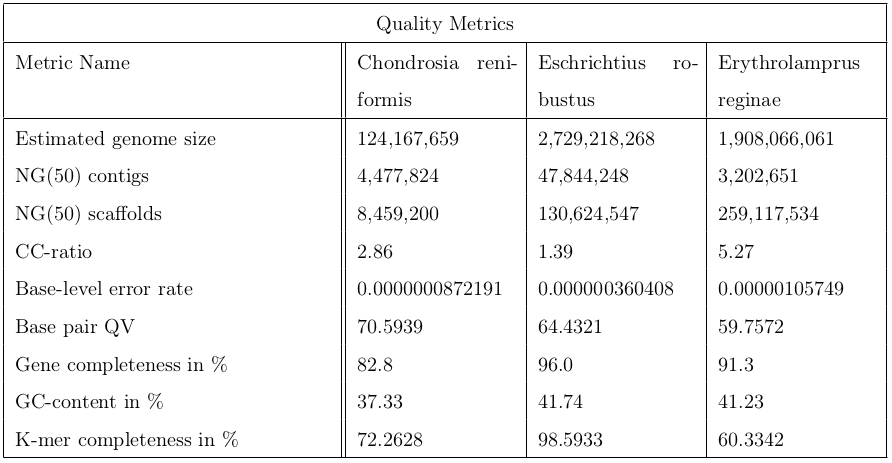 Quality Metrics
Metric Name Chondrosia reni- Eschrichtius ro- Erythrolamprus
formis bustus reginae
Estimated genome size 124,167,659 2,729,218,268 1,908,066,061
NG(50) contigs 4,477,824 47,844,248 3,202,651
NG(50) scaffolds 8,459,200 130,624,547 259,117,534
CC-ratio 2.86 1.39 5.27
Base-level error rate 0.0000000872191 0.000000360408 0.00000105749
Base pair QV 70.5939 64.4321 59.7572
Gene completeness in % 82.8 96.0 91.3
GC-content in % 37.33 41.74 41.23
K-mer completeness in % 72.2628 98.5933 60.3342